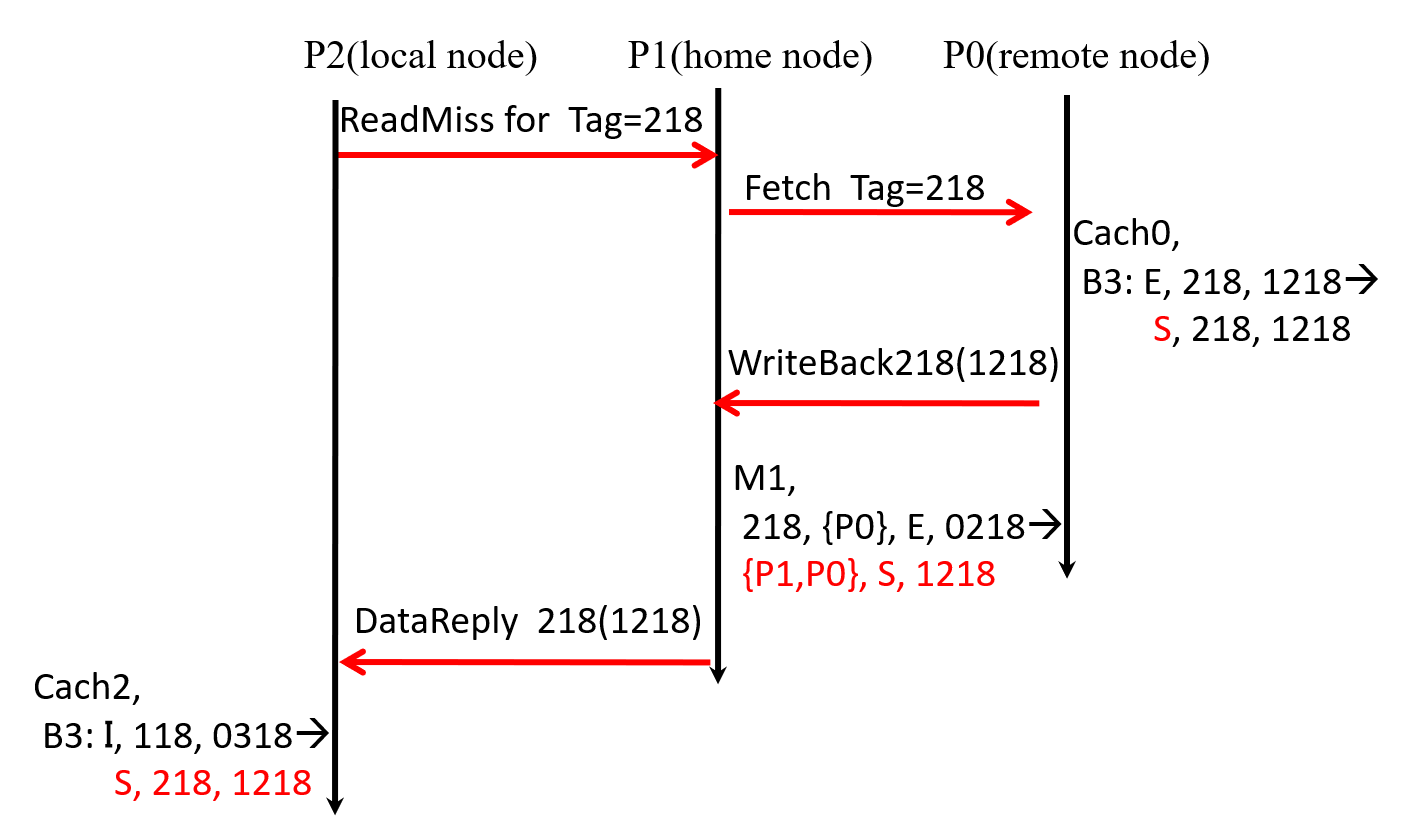 P2(local node) P1(home node) P0(remote node)
ReadMiss for Tag=218
Fetch Tag=218
Cach0,
B3: E, 218, 1218→
S, 218, 1218
WriteBack218(1218)
M1,
218, {P0}, E, 0218→
{P1,P0}, S, 1218
DataReply 218(1218)
Cach2,
B3: I, 118, 0318→
S, 218, 1218